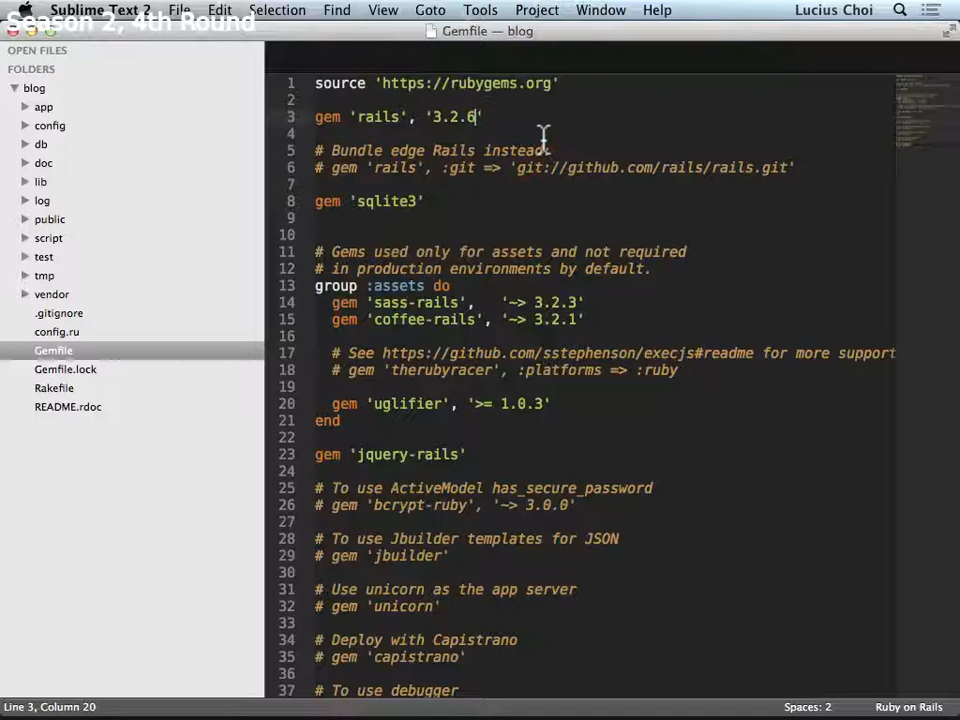 Sublime Text 2 File Edit Selection Find View Goto Tools Project Window Help Lucius Choi
Season 2, 4th Round
Gemfile — blog
OPEN FILES
FOLDERS
blog
app
config
db
doc
lib
log
public
script
test
tmp
vendor
.gitignore
config.ru
Gemfile
Gemfile.lock
Rakefile
README.rdoc
1 source 'https://rubygems.org'
2
3 gem 'rails', '3.2.6'
4
5 # Bundle edge Rails instead:
6 # gem 'rails', :git => 'git://github.com/rails/rails.git'
7
8 gem 'sqlite3'
9
10
11 # Gems used only for assets and not required
12 # in production environments by default.
13 group :assets do
14 gem 'sass-rails', '~> 3.2.3'
15 gem 'coffee-rails', '~> 3.2.1'
16
17 # See https://github.com/sstephenson/execjs#readme for more support
18 # gem 'therubyracer', :platforms => :ruby
19
20 gem 'uglifier', '>= 1.0.3'
21 end
22
23 gem 'jquery-rails'
24
25 # To use ActiveModel has_secure_password
26 # gem 'bcrypt-ruby', '~> 3.0.0'
27
28 # To use Jbuilder templates for JSON
29 # gem 'jbuilder'
30
31 # Use unicorn as the app server
32 # gem 'unicorn'
33
34 # Deploy with Capistrano
35 # gem 'capistrano'
36
37 # To use debugger
Line 3, Column 20 Spaces: 2 Ruby on Rails